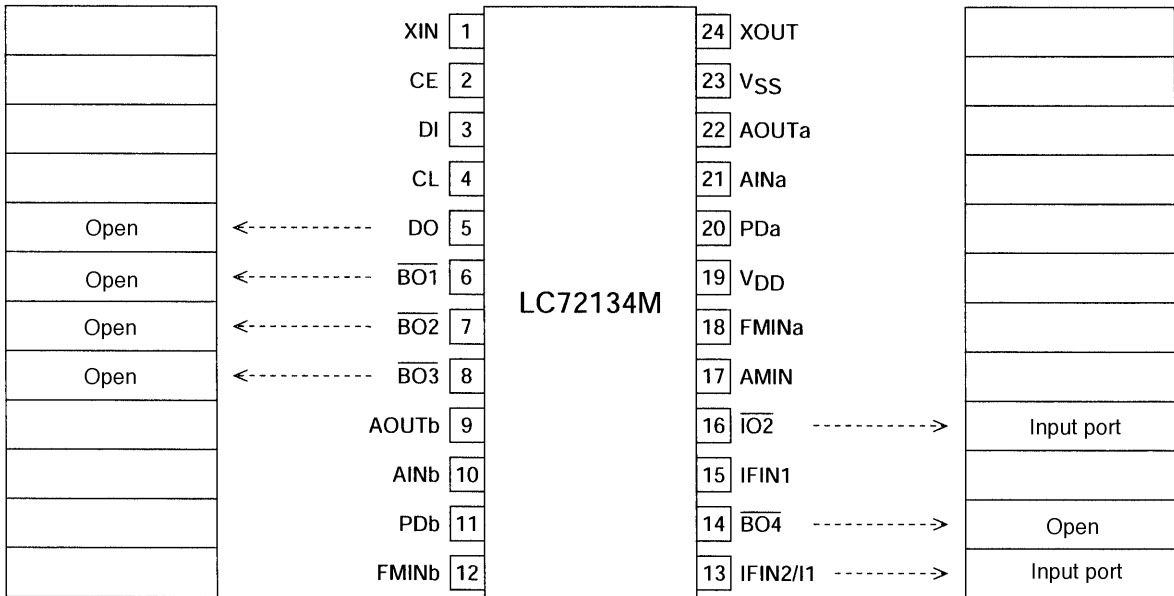 XIN 1 24 XOUT
CE 2 23 VSS
DI 3 22 AOUTa
CL 4 21 AINa
Open DO 5 20 PDa
Open BO1 6 19 VDD
LC72134M
Open BO2 7 18 FMINa
Open BO3 8 17 AMIN
AOUTb 9 16 IO2 Input port
AINb 10 15 IFIN1
PDb 11 14 BO4 Open
FMINb 12 13 IFIN2/I1 Input port